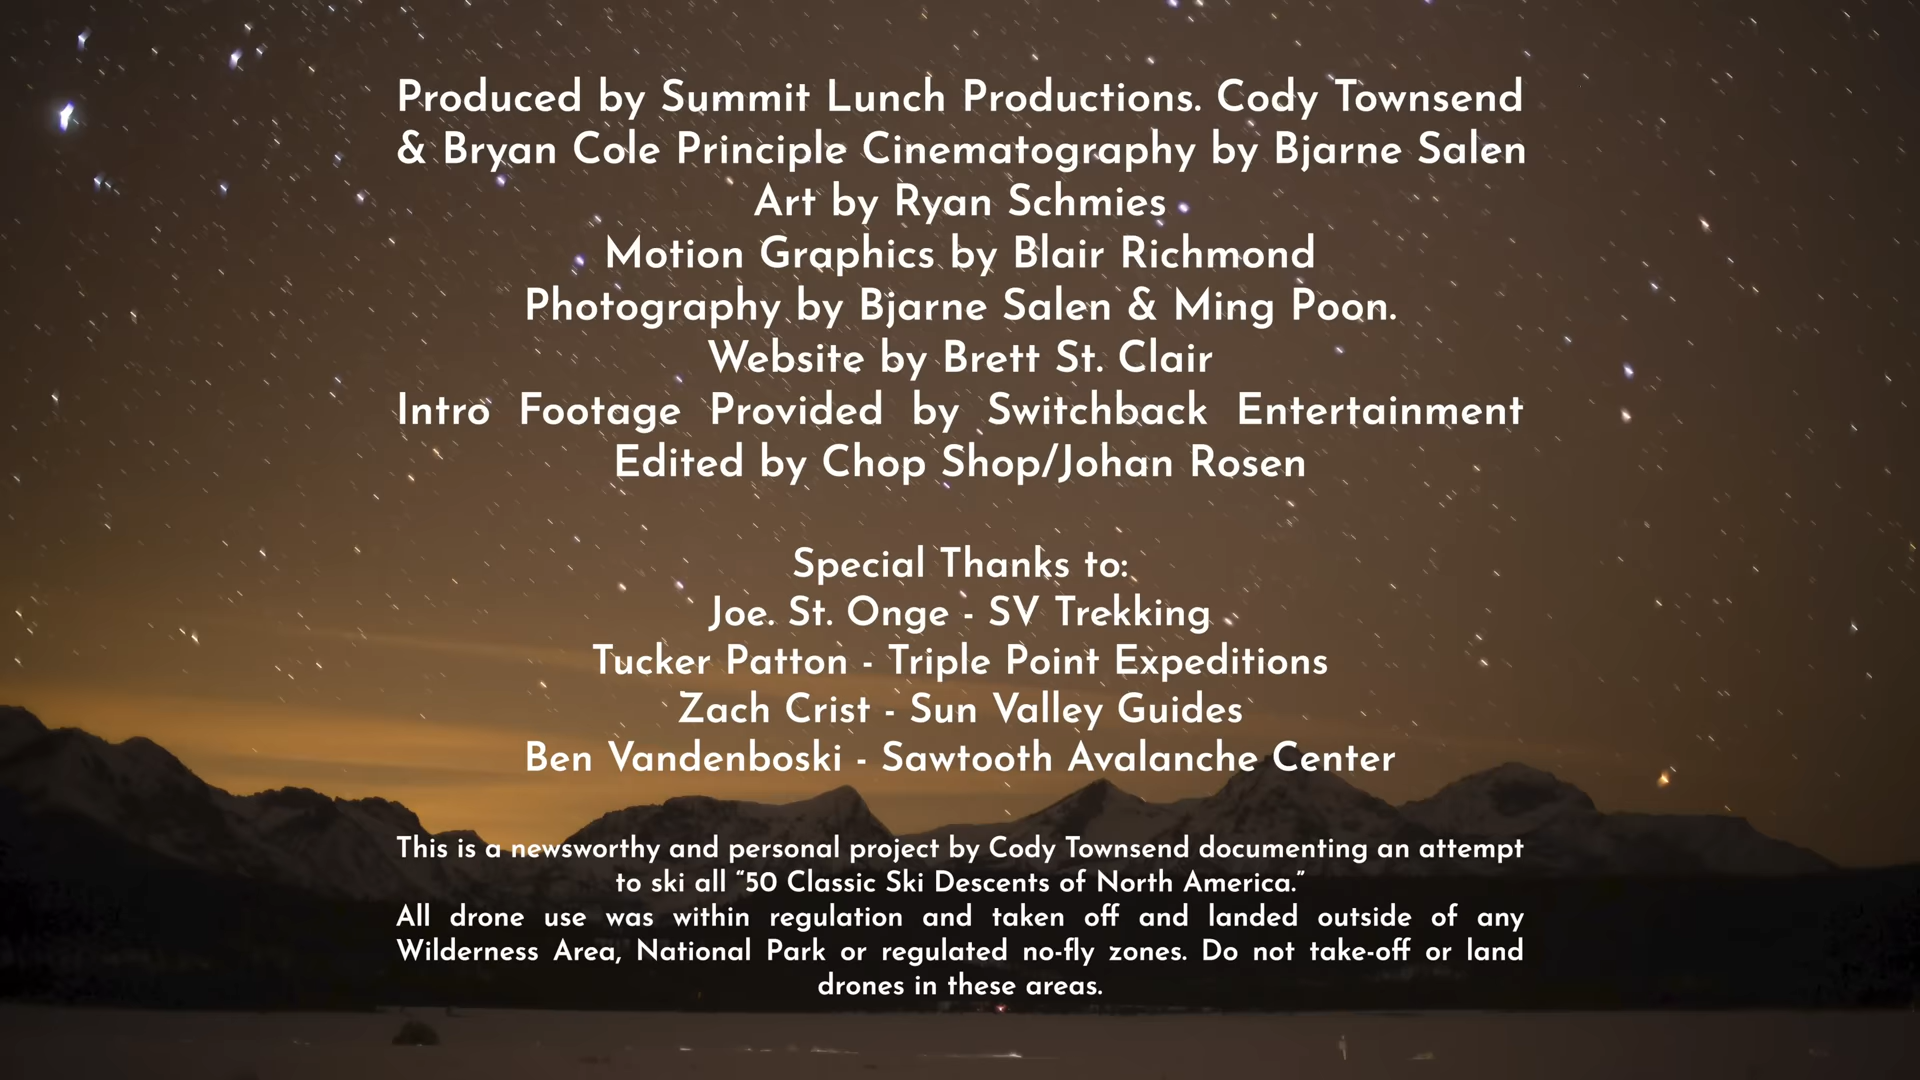 Produced by Summit Lunch Productions. Cody Townsend
& Bryan Cole Principle Cinematography by Bjarne Salen
Art by Ryan Schmies
Motion Graphics by Blair Richmond
Photography by Bjarne Salen & Ming Poon.
Website by Brett St. Clair
Intro Footage Provided by Switchback Entertainment
Edited by Chop Shop/Johan Rosen
Special Thanks to:
Joe. St. Onge - SV Trekking
Tucker Patton - Triple Point Expeditions
Zach Crist - Sun Valley Guides
Ben Vandenboski - Sawtooth Avalanche Center
This is a newsworthy and personal project by Cody Townsend documenting an attempt
to ski all “50 Classic Ski Descents of North America.”
All drone use was within regulation and taken off and landed outside of any
Wilderness Area, National Park or regulated no-fly zones. Do not take-off or land
drones in these areas.